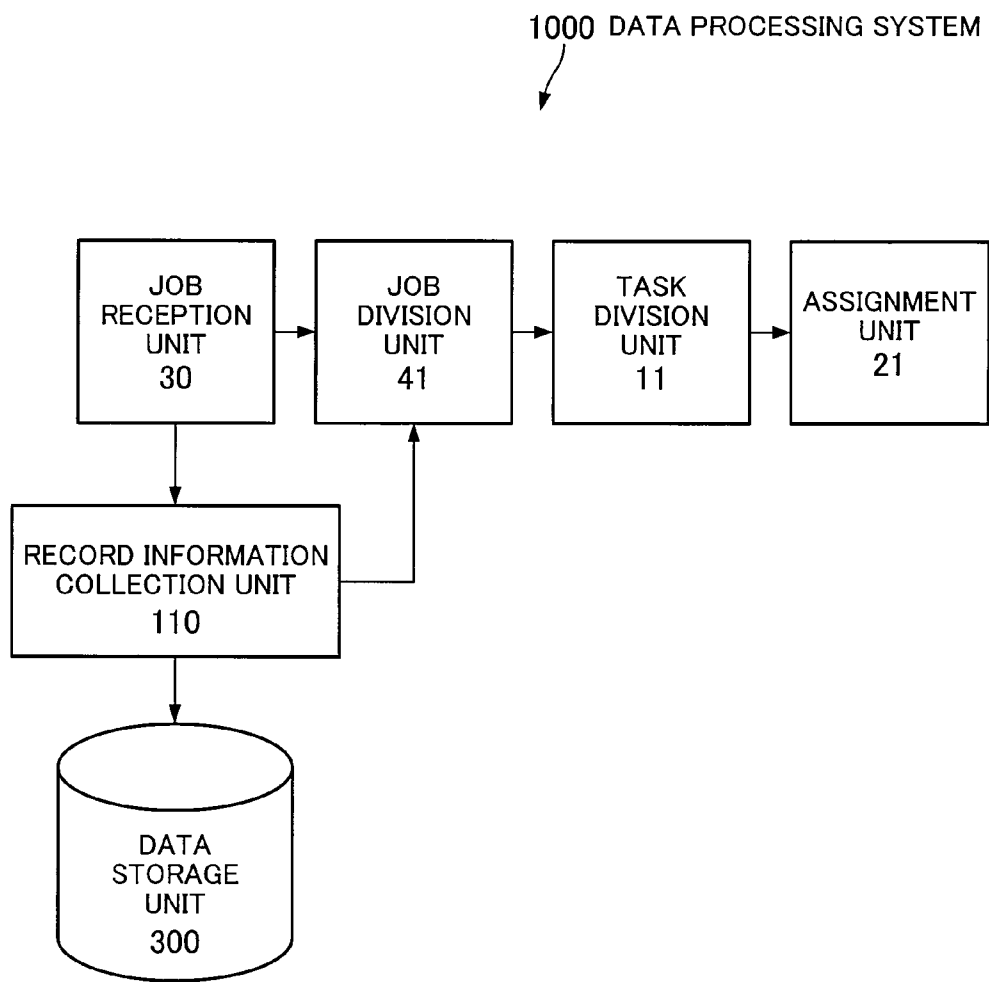 1000 DATA PROCESSING SYSTEM
JOB
RECEPTION
UNIT
30
JOB
DIVISION
UNIT
41
TASK
DIVISION
UNIT
11
ASSIGNMENT
UNIT
21
RECORD INFORMATION
COLLECTION UNIT
110
DATA
STORAGE
UNIT
300